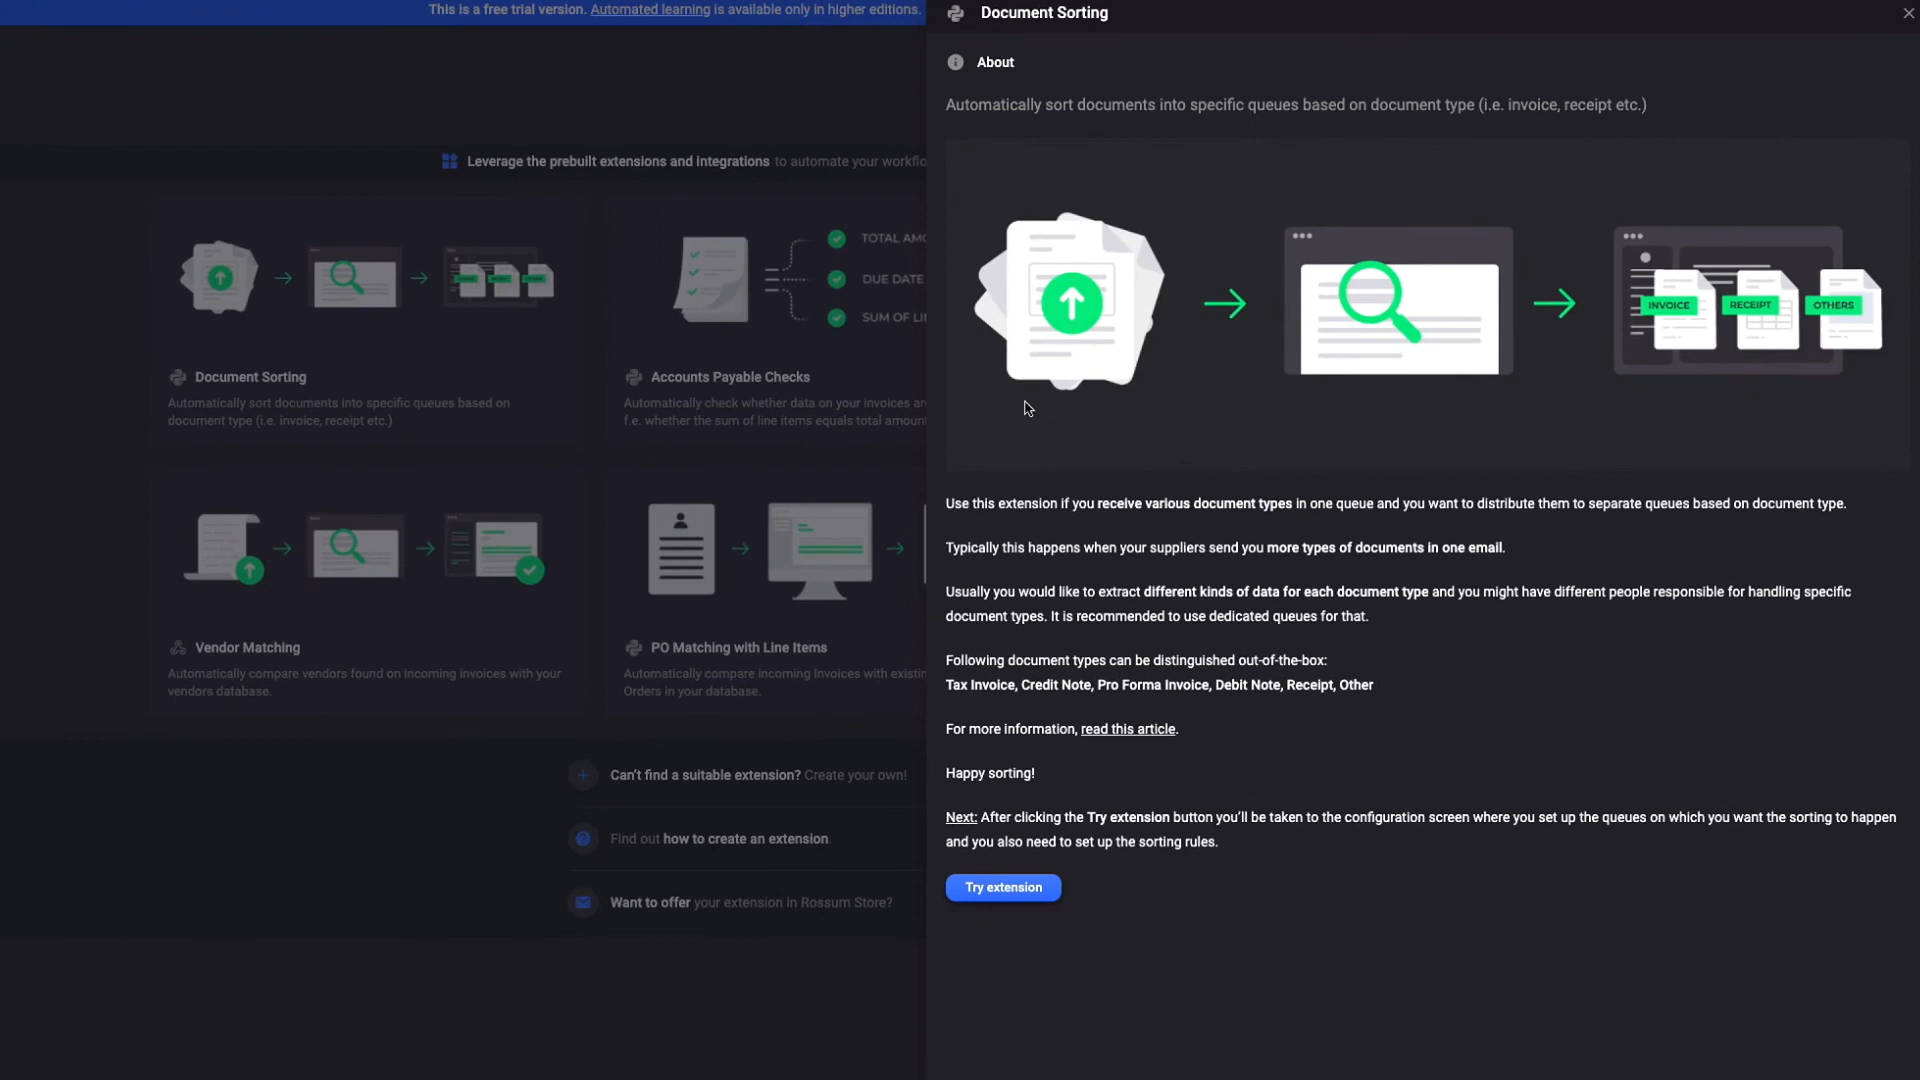 This is a free trial version. Automated learning is available only in higher editions.
Leverage the prebuilt extensions and integrations to automate your workflo
TOTAL AMO
DUE DATE
SUM OF LI
Document Sorting
Automatically sort documents into specific queues based on
document type (i.e. invoice, receipt etc.)
Accounts Payable Checks
Automatically check whether data on your invoices are
f.e. whether the sum of line items equals total amount
Vendor Matching
Automatically compare vendors found on incoming invoices with your
vendors database.
PO Matching with Line Items
Automatically compare incoming Invoices with existin
Orders in your database.
Can't find a suitable extension? Create your own!
Find out how to create an extension.
Want to offer your extension in Rossum Store?
Document Sorting
About
Automatically sort documents into specific queues based on document type (i.e. invoice, receipt etc.)
INVOICE
RECEIPT
OTHERS
Use this extension if you receive various document types in one queue and you want to distribute them to separate queues based on document type.
Typically this happens when your suppliers send you more types of documents in one email.
Usually you would like to extract different kinds of data for each document type and you might have different people responsible for handling specific
document types. It is recommended to use dedicated queues for that.
Following document types can be distinguished out-of-the-box:
Tax Invoice, Credit Note, Pro Forma Invoice, Debit Note, Receipt, Other
For more information, read this article.
Happy sorting!
Next: After clicking the Try extension button you'll be taken to the configuration screen where you set up the queues on which you want the sorting to happen
and you also need to set up the sorting rules.
Try extension